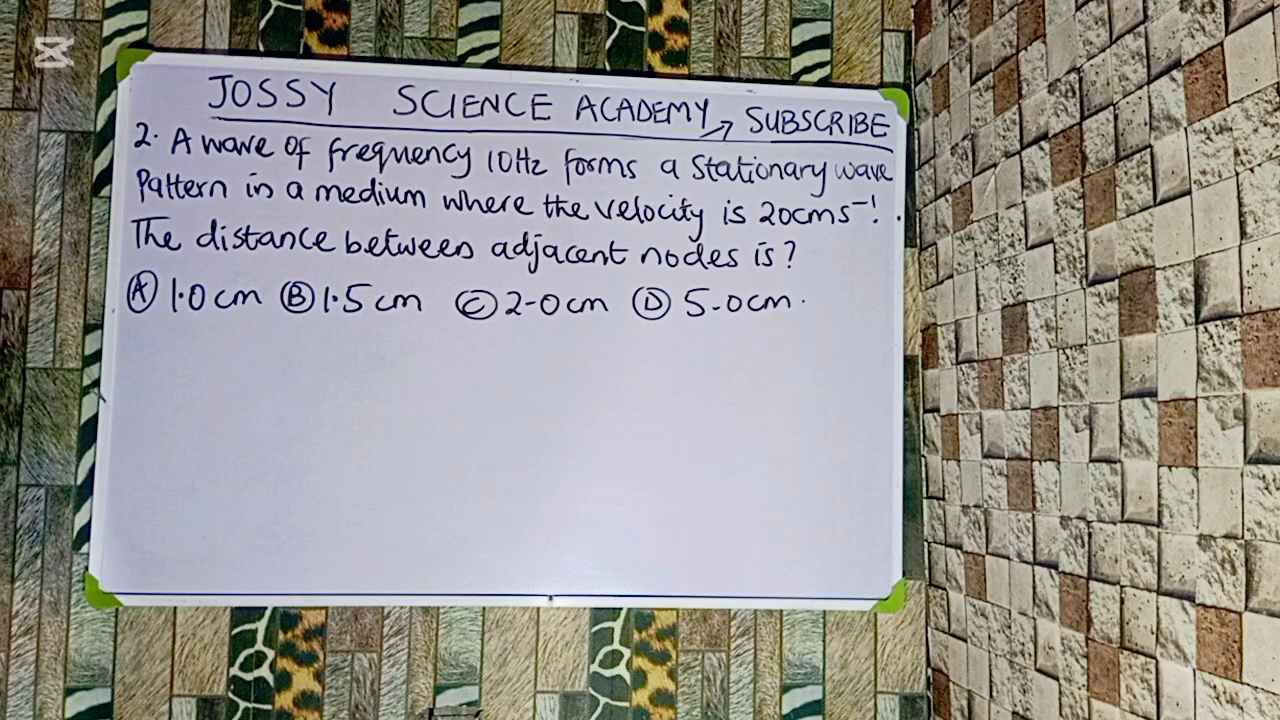 JOSSY SCIENCE ACADEMY → SUBSCRIBE
2. A wave of frequency 10Hz forms a stationary wave
Pattern in a medium where the velocity is 20cms⁻¹.
The distance between adjacent nodes is?
Ⓐ 1.0cm Ⓑ 1.5cm Ⓒ 2.0cm Ⓓ 5.0cm.